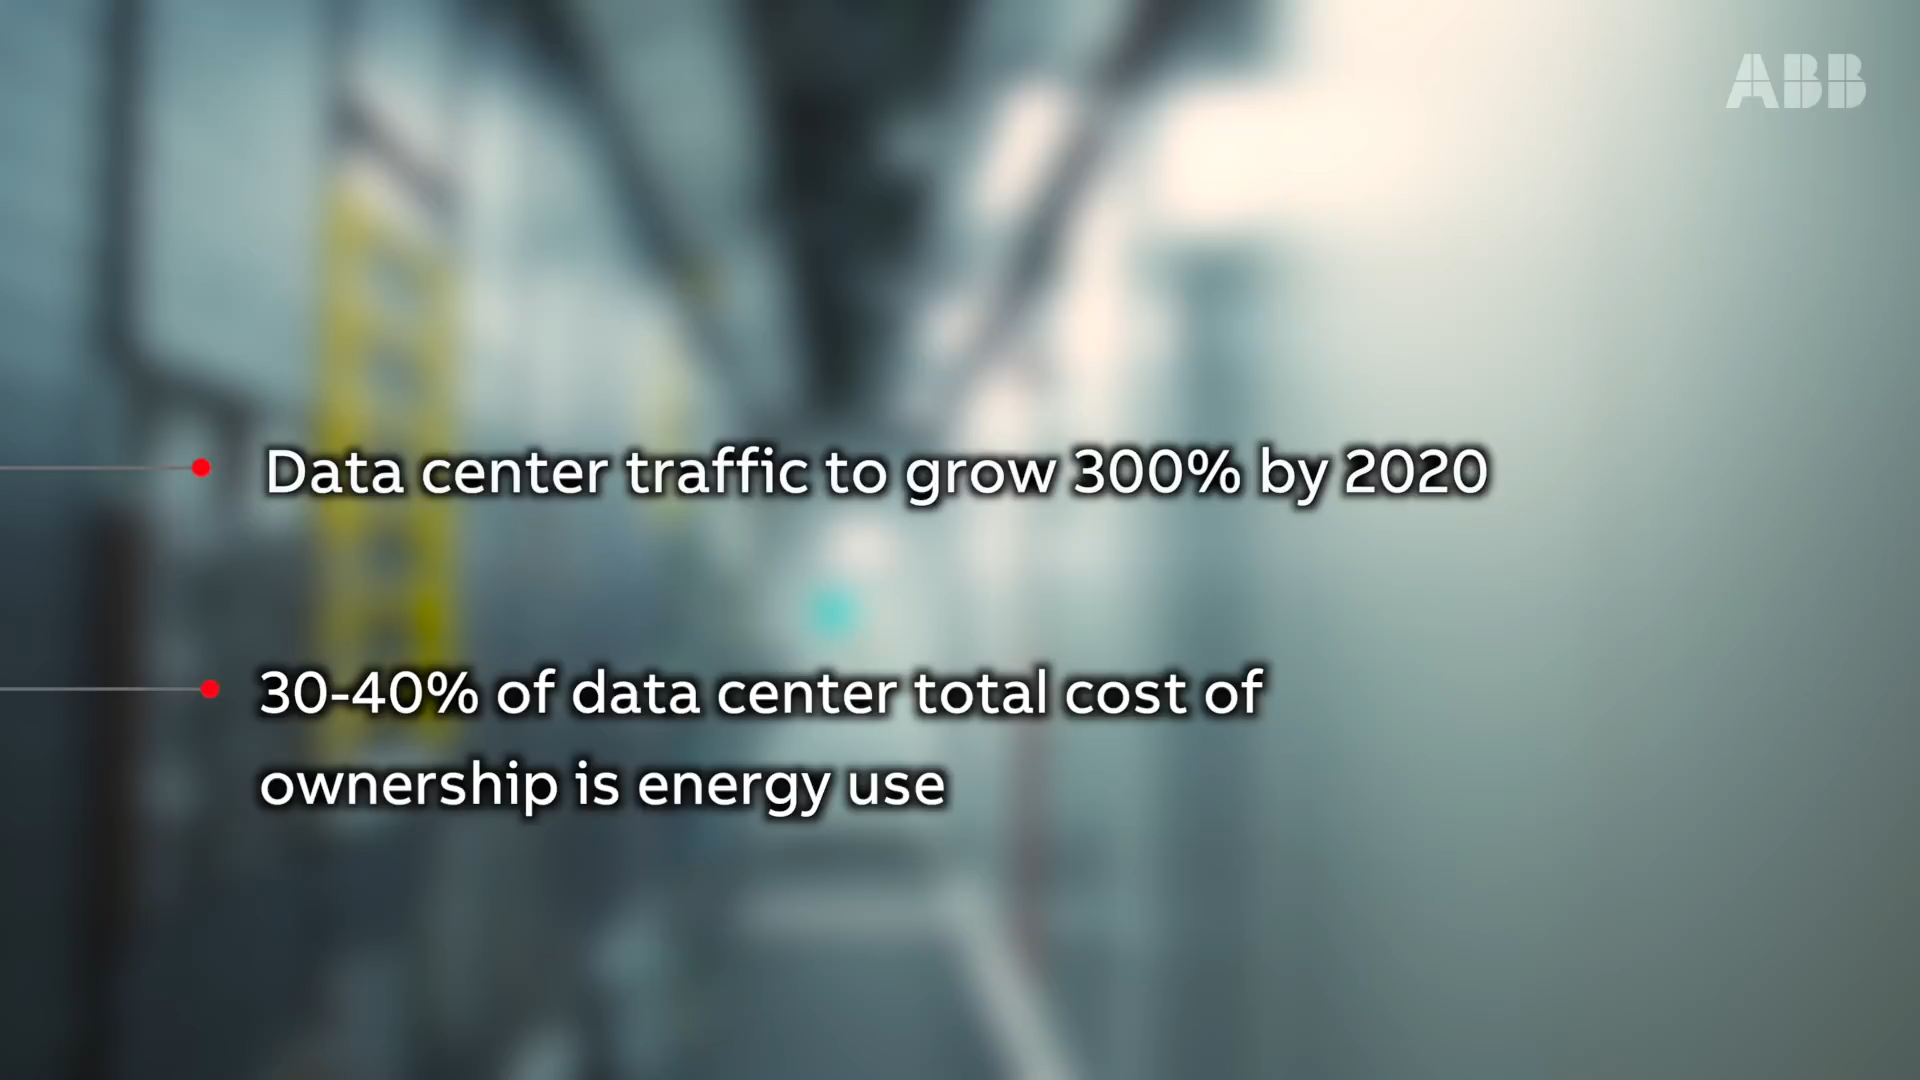 ABB
Data center traffic to grow 300% by 2020
30-40% of data center total cost of
ownership is energy use